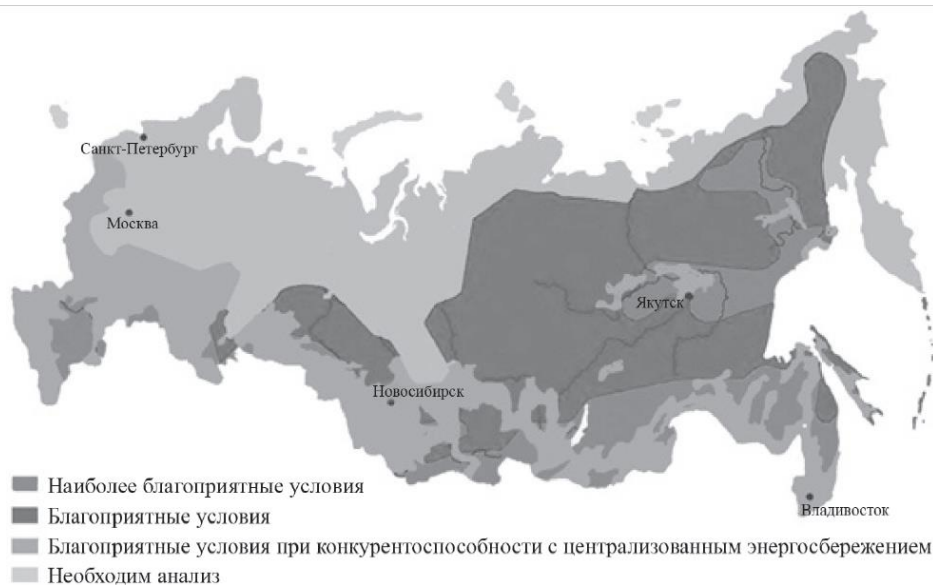 Санкт-Петербург
Москва
Якутск
Новосибирск
Владивосток
Наиболее благоприятные условия
Благоприятные условия
Благоприятные условия при конкурентоспособности с централизованным энергосбережением
Необходим анализ